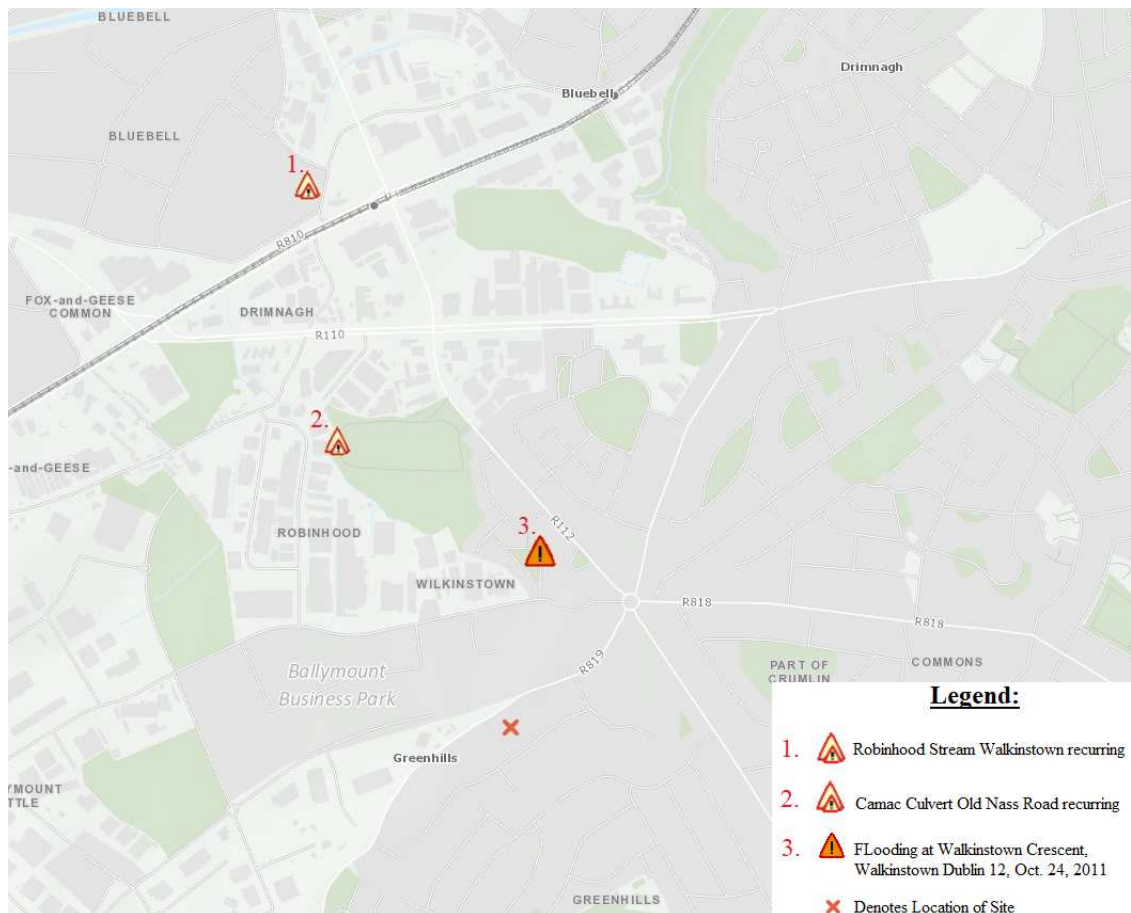 BLUEBELL
Drimnagh
Bluebell
BLUEBELL
1.
R810
FOX-and-GEESE
COMMON
DRIMNAGH
R110
2.
-and-GEESE
ROBINHOOD
3.
R112
WILKINSTOWN
R818
R818
R819
Ballymount
Business Park
PART OF
CRUMLIN
COMMONS
Greenhills
YMOUNT
TTLE
GREENHILLS
Legend:
1. Robinhood Stream Walkinstown recurring
2. Camac Culvert Old Nass Road recurring
3. FLooding at Walkinstown Crescent,
Walkinstown Dublin 12, Oct. 24, 2011
Denotes Location of Site